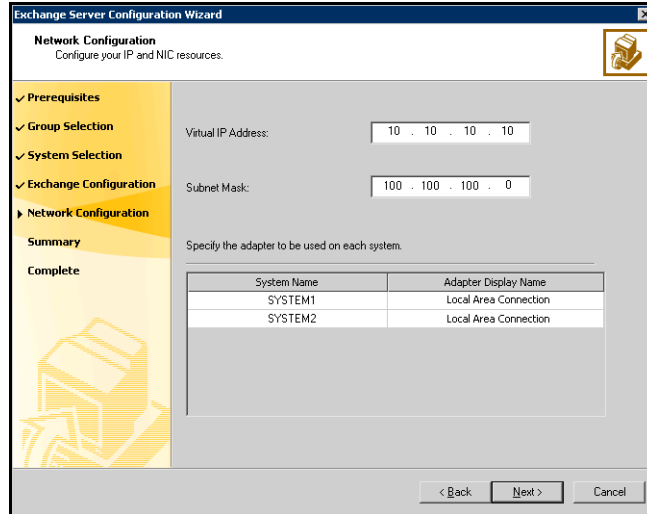 Exchange Server Configuration Wizard
Network Configuration
Configure your IP and NIC resources.
Prerequisites
Group Selection
System Selection
Exchange Configuration
Network Configuration
Summary
Complete
Virtual IP Address: 10 . 10 . 10 . 10
Subnet Mask: 100 . 100 . 100 . 0
Specify the adapter to be used on each system.
System Name Adapter Display Name
SYSTEM1 Local Area Connection
SYSTEM2 Local Area Connection
< Back Next > Cancel